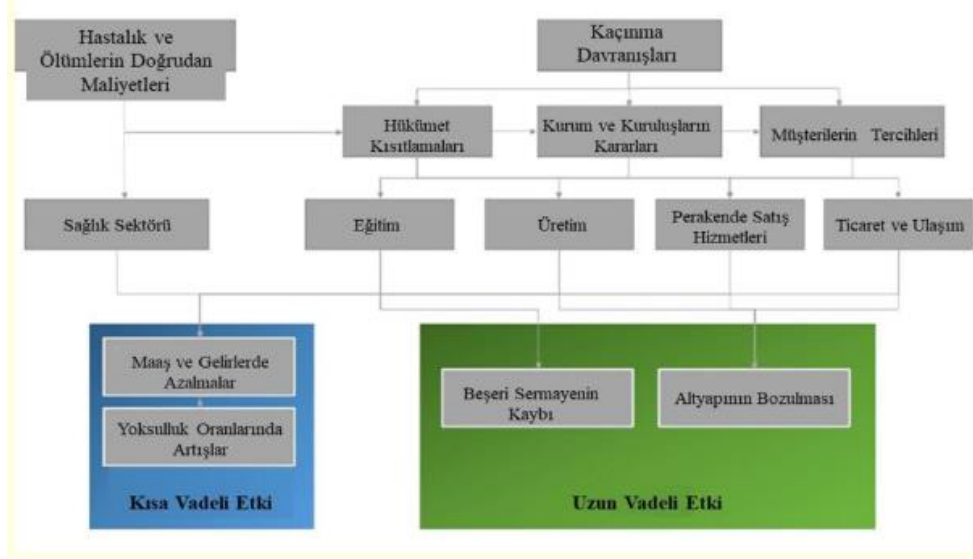 Hastalık ve
Ölümlerin Doğrudan
Maliyetleri
Kaçınma
Davranışları
Hükümet
Kısıtlamaları
Kurum ve Kuruluşların
Kararları
Müşterilerin Tercihleri
Sağlık Sektörü
Eğitim
Üretim
Perakende Satış
Hizmetleri
Ticaret ve Ulaşım
Maaş ve Gelirlerde
Azalmalar
Yoksulluk Oranlarında
Artışlar
Kısa Vadeli Etki
Beşeri Sermayenin
Kaybı
Altyapının Bozulması
Uzun Vadeli Etki